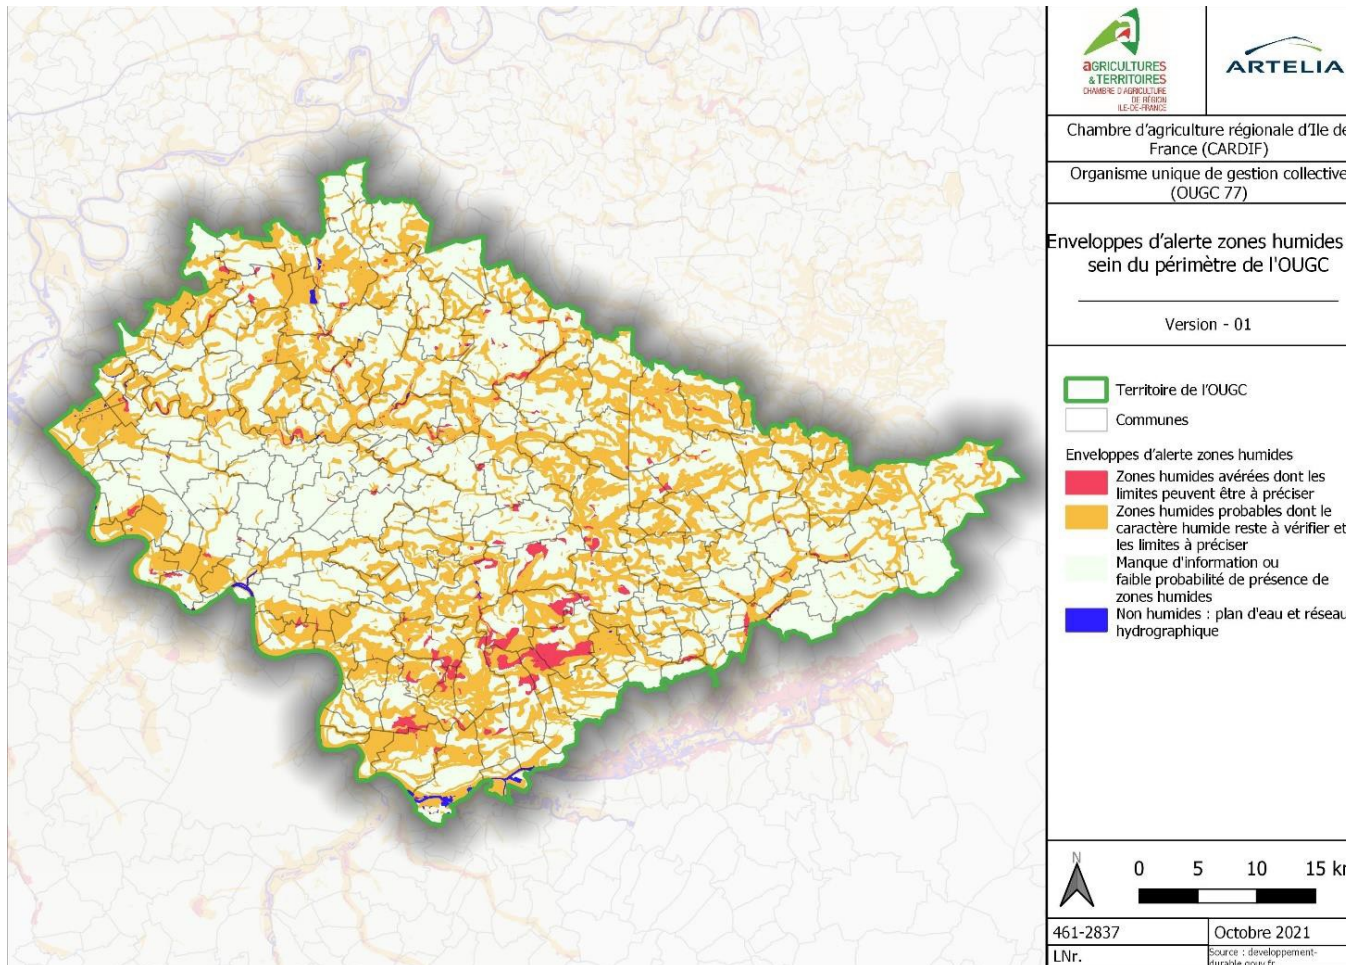 aGRICULTURES
& TERRITOIRES
CHAMBRE D'AGRICULTURE
DE RÉGION
ILE-DE-FRANCE
ARTELIA
Chambre d'agriculture régionale d'Ile de
France (CARDIF)
Organisme unique de gestion collective
(OUGC 77)
Enveloppes d'alerte zones humides
sein du périmètre de l'OUGC
Version - 01
Territoire de l'OUGC
Communes
Enveloppes d'alerte zones humides
Zones humides avérées dont les
limites peuvent être à préciser
Zones humides probables dont le
caractère humide reste à vérifier et
les limites à préciser
Manque d'information ou
faible probabilité de présence de
zones humides
Non humides : plan d'eau et réseau
hydrographique
N
0 5 10 15 km
461-2837
Octobre 2021
LNr.
Source : developpement-
durable.gouv.fr